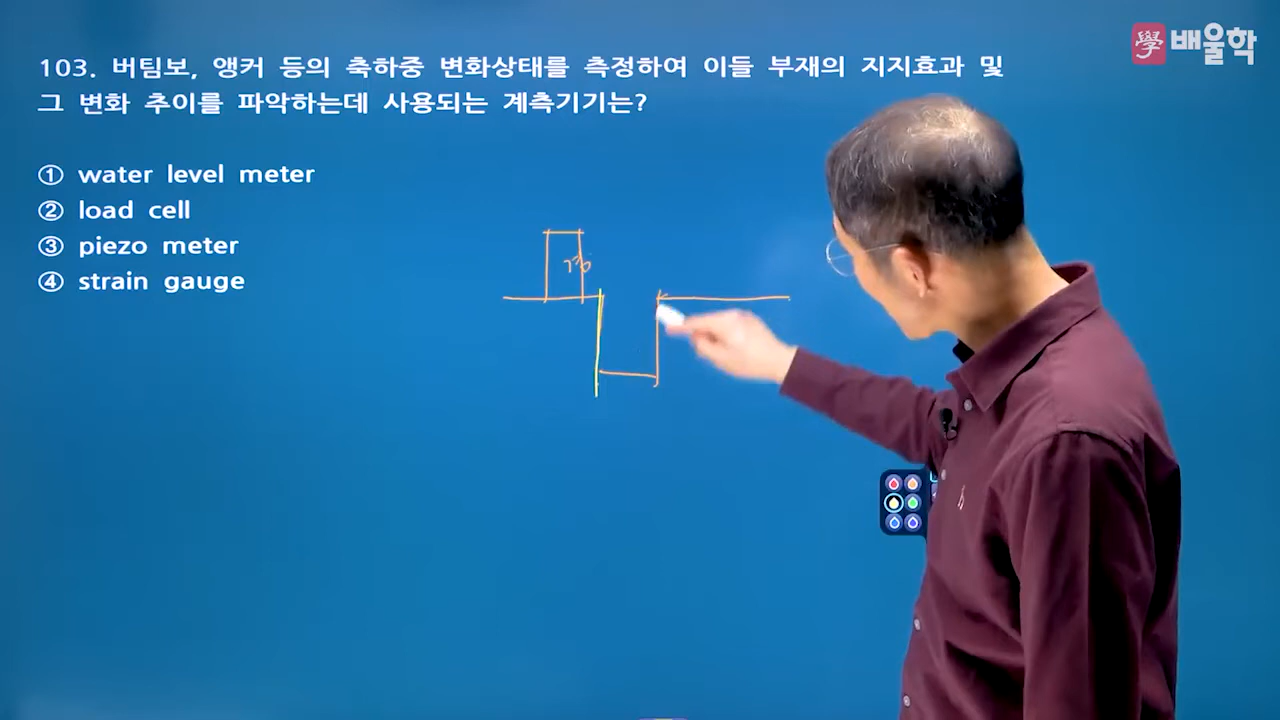 學 배울학
103. 버팀보, 앵커 등의 축하중 변화상태를 측정하여 이들 부재의 지지효과 및
그 변화 추이를 파악하는데 사용되는 계측기기는?
① water level meter
② load cell
③ piezo meter
④ strain gauge